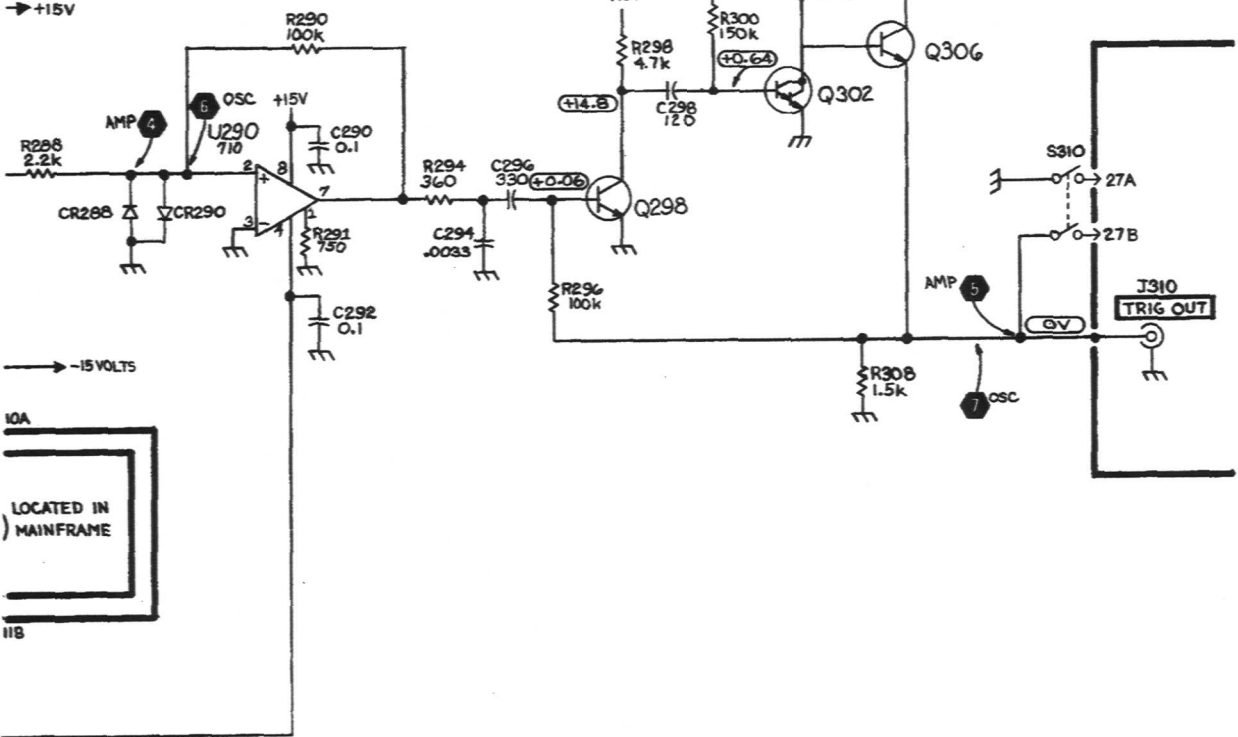 +15V
R290
100k
R298
4.7k
R300
150k
+0.64
Q306
Q302
+14.8
C298
120
AMP 4
6 OSC
+15V
U290
710
C290
0.1
R288
2.2k
2
8
+
7
3
-
4
1
CR288
CR290
R291
750
R294
360
C296
330
+0.06
Q298
C294
.0033
S310
27A
27B
R296
100k
C292
0.1
AMP 5
0V
J310
TRIG OUT
-15 VOLTS
R308
1.5k
7 OSC
10A
LOCATED IN
) MAINFRAME
11B